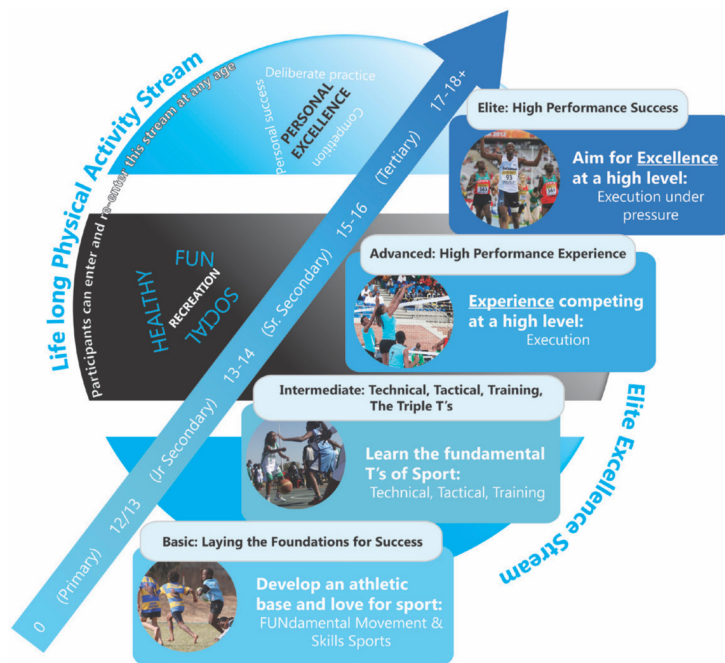 Life long Physical Activity Stream
Participants can enter and re-enter this stream at any age
Deliberate practice
Personal success
PERSONAL
EXCELLENCE
Competition
FUN
HEALTHY
RECREATION
SOCIAL
0 (Primary) 12/13 (Jr Secondary) 13-14 (Sr. Secondary) 15-16 (Tertiary) 17-18+
Elite: High Performance Success
93
Aim for Excellence
at a high level:
Execution under
pressure
Advanced: High Performance Experience
Experience competing
at a high level:
Execution
Intermediate: Technical, Tactical, Training,
The Triple T's
Learn the fundamental
T's of Sport:
Technical, Tactical, Training
Basic: Laying the Foundations for Success
Develop an athletic
base and love for sport:
FUNdamental Movement &
Skills Sports
Elite Excellence Stream